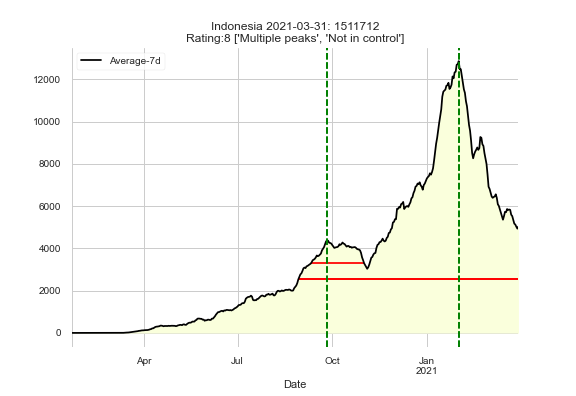 Indonesia 2021-03-31: 1511712
Rating:8 ['Multiple peaks', 'Not in control']
Average-7d
12000
10000
8000
6000
4000
2000
0
Apr
Jul
Oct
Jan
2021
Date